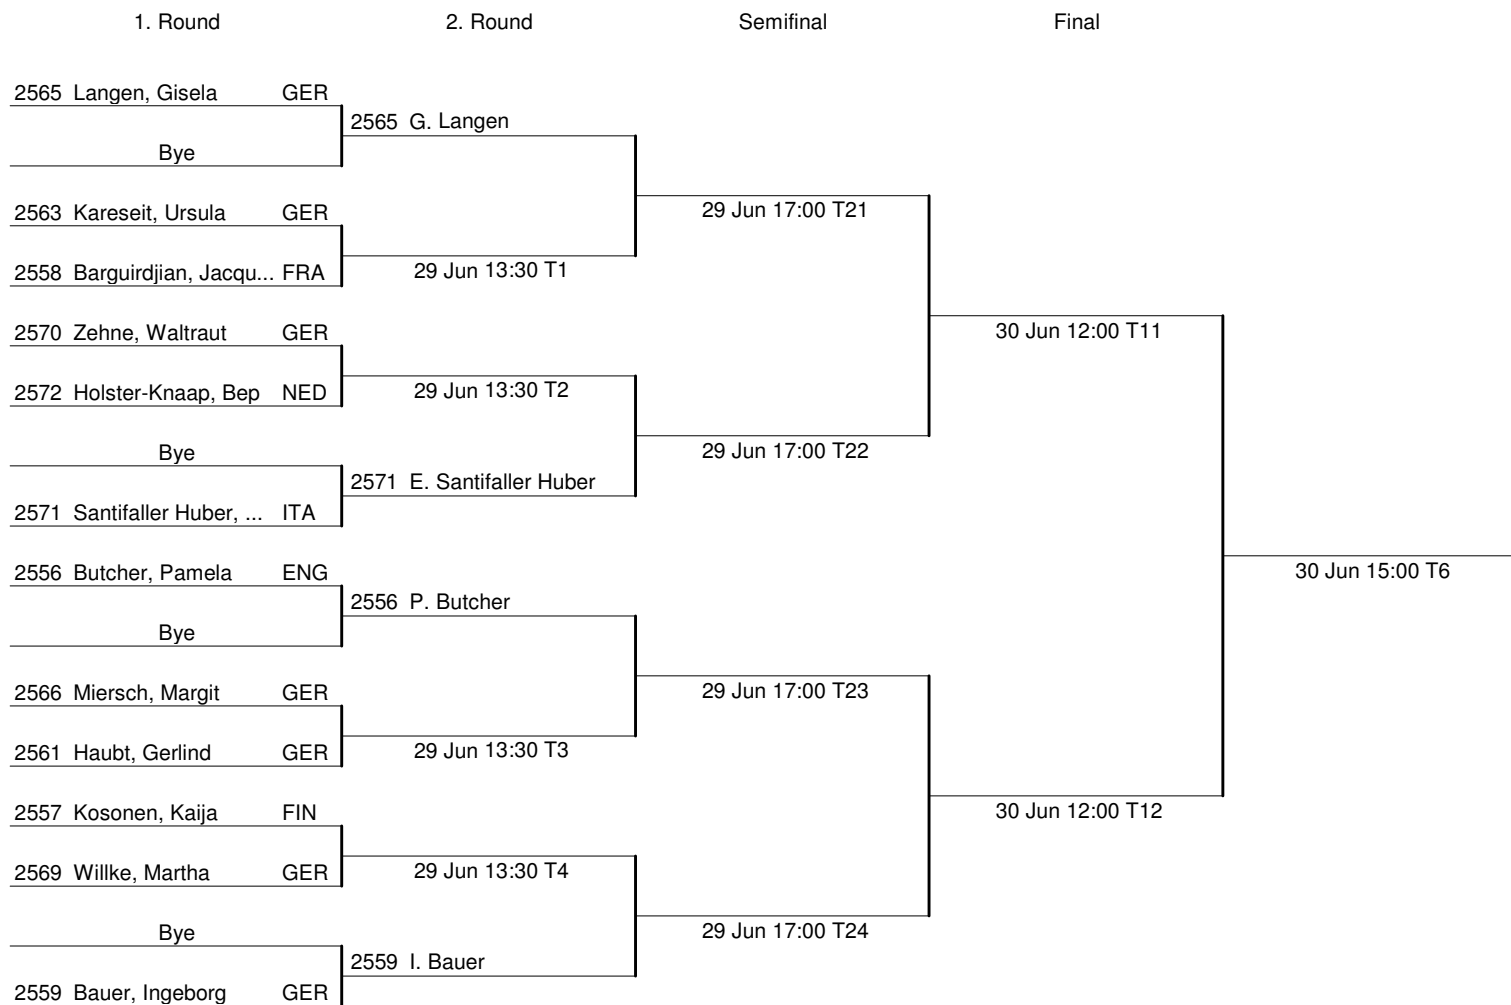 1. Round 2. Round Semifinal Final
2565 Langen, Gisela GER
2565 G. Langen
Bye
2563 Kareseit, Ursula GER
29 Jun 17:00 T21
2558 Barguirdjian, Jacqu... FRA
29 Jun 13:30 T1
2570 Zehne, Waltraut GER
30 Jun 12:00 T11
2572 Holster-Knaap, Bep NED
29 Jun 13:30 T2
Bye
29 Jun 17:00 T22
2571 E. Santifaller Huber
2571 Santifaller Huber, ... ITA
2556 Butcher, Pamela ENG
30 Jun 15:00 T6
2556 P. Butcher
Bye
2566 Miersch, Margit GER
29 Jun 17:00 T23
2561 Haubt, Gerlind GER
29 Jun 13:30 T3
2557 Kosonen, Kaija FIN
30 Jun 12:00 T12
2569 Willke, Martha GER
29 Jun 13:30 T4
Bye
29 Jun 17:00 T24
2559 I. Bauer
2559 Bauer, Ingeborg GER